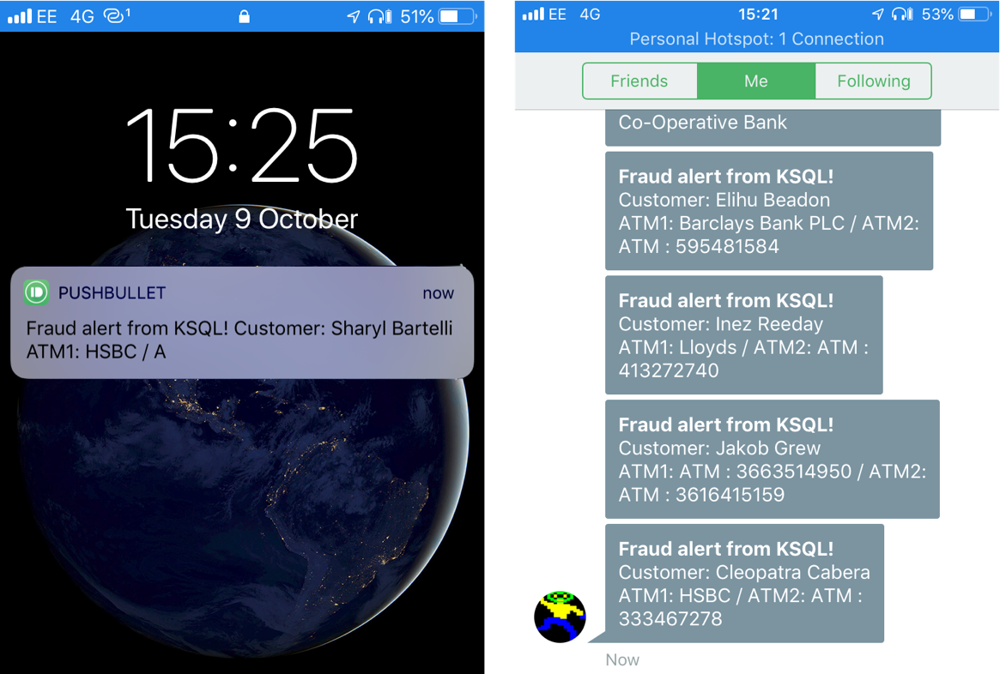 EE 4G 1 51%
15:25
Tuesday 9 October
PUSHBULLET now
Fraud alert from KSQL! Customer: Sharyl Bartelli
ATM1: HSBC / A
EE 4G 15:21 53%
Personal Hotspot: 1 Connection
Friends Me Following
Co-Operative Bank
Fraud alert from KSQL!
Customer: Elihu Beadon
ATM1: Barclays Bank PLC / ATM2:
ATM : 595481584
Fraud alert from KSQL!
Customer: Inez Reeday
ATM1: Lloyds / ATM2: ATM :
413272740
Fraud alert from KSQL!
Customer: Jakob Grew
ATM1: ATM : 3663514950 / ATM2:
ATM : 3616415159
Fraud alert from KSQL!
Customer: Cleopatra Cabera
ATM1: HSBC / ATM2: ATM :
333467278
Now